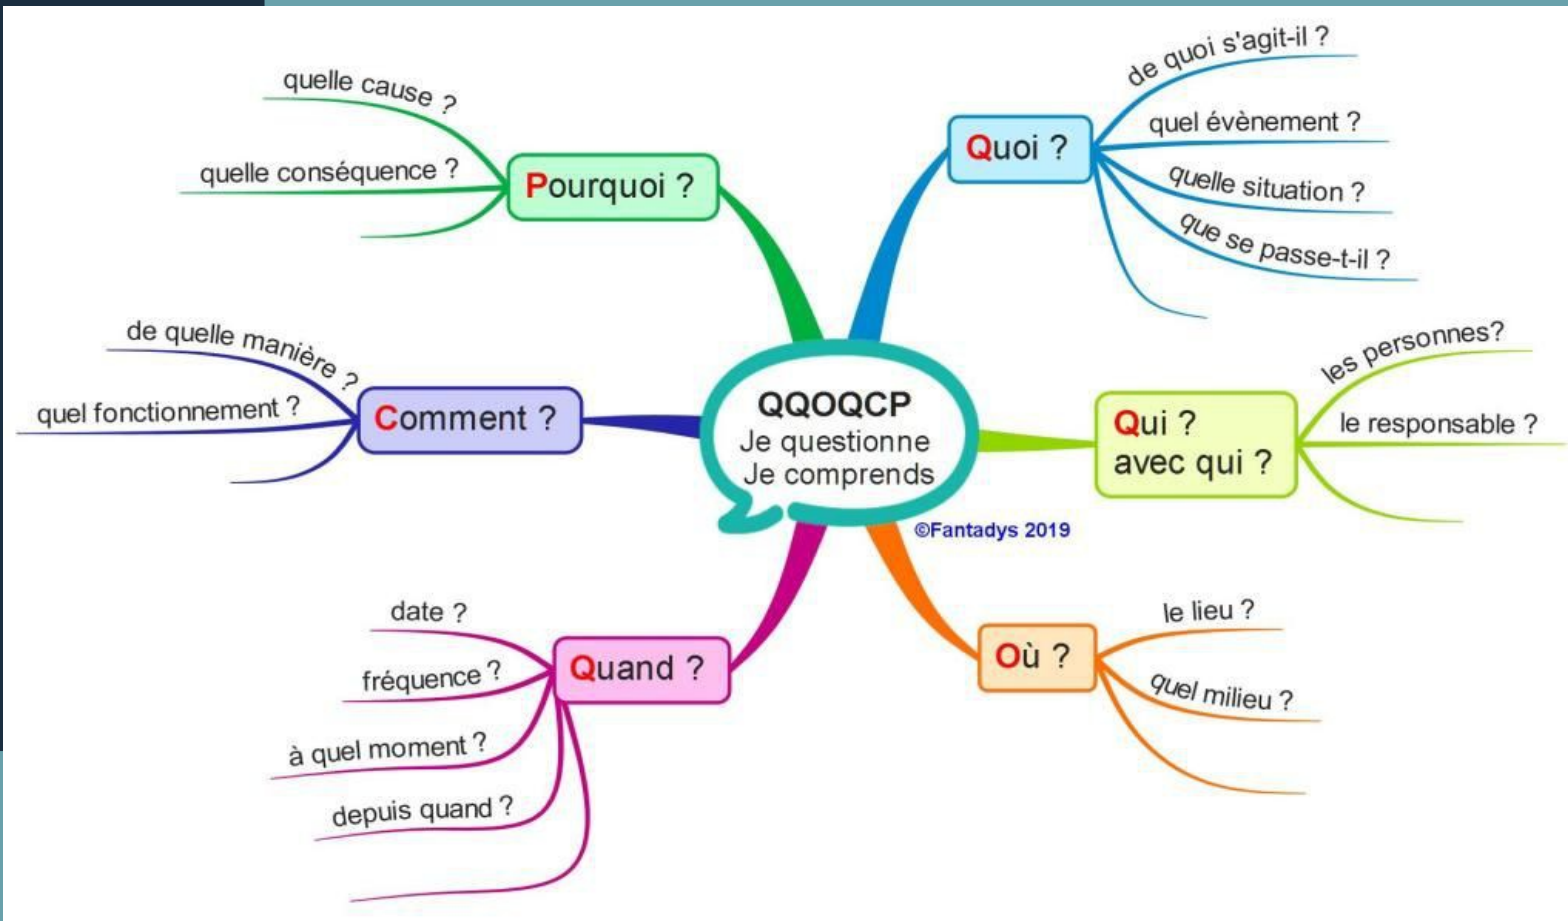 QQOQCP
Je questionne
Je comprends
©Fantadys 2019
Quoi ?
de quoi s'agit-il ?
quel évènement ?
quelle situation ?
que se passe-t-il ?
Qui ?
avec qui ?
les personnes?
le responsable ?
Où ?
le lieu ?
quel milieu ?
Quand ?
date ?
fréquence ?
à quel moment ?
depuis quand ?
Comment ?
de quelle manière ?
quel fonctionnement ?
Pourquoi ?
quelle cause ?
quelle conséquence ?